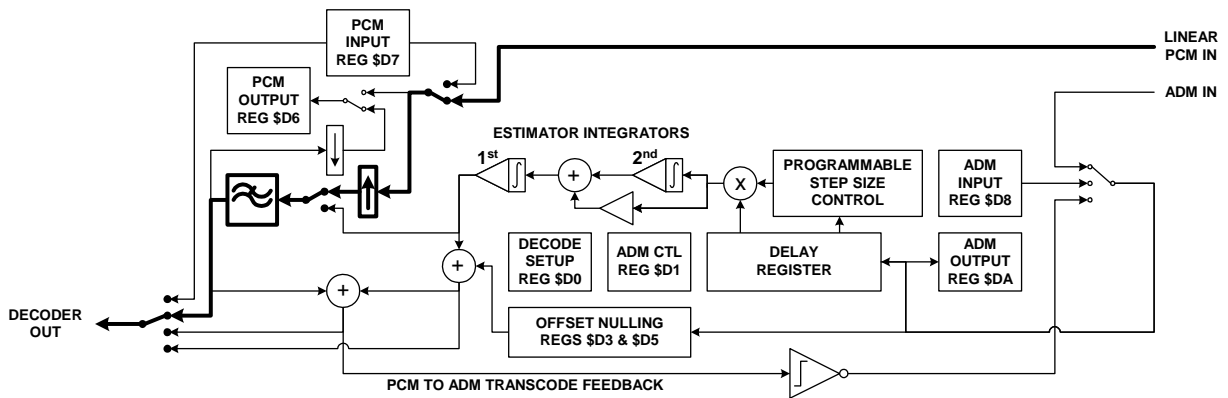 PCM
INPUT
REG $D7
LINEAR
PCM IN
PCM
OUTPUT
REG $D6
ADM IN
ESTIMATOR INTEGRATORS
1st
2nd
+
X
PROGRAMMABLE
STEP SIZE
CONTROL
ADM
INPUT
REG $D8
DECODE
SETUP
REG $D0
ADM CTL
REG $D1
DELAY
REGISTER
ADM
OUTPUT
REG $DA
+
+
DECODER
OUT
OFFSET NULLING
REGS $D3 & $D5
PCM TO ADM TRANSCODE FEEDBACK